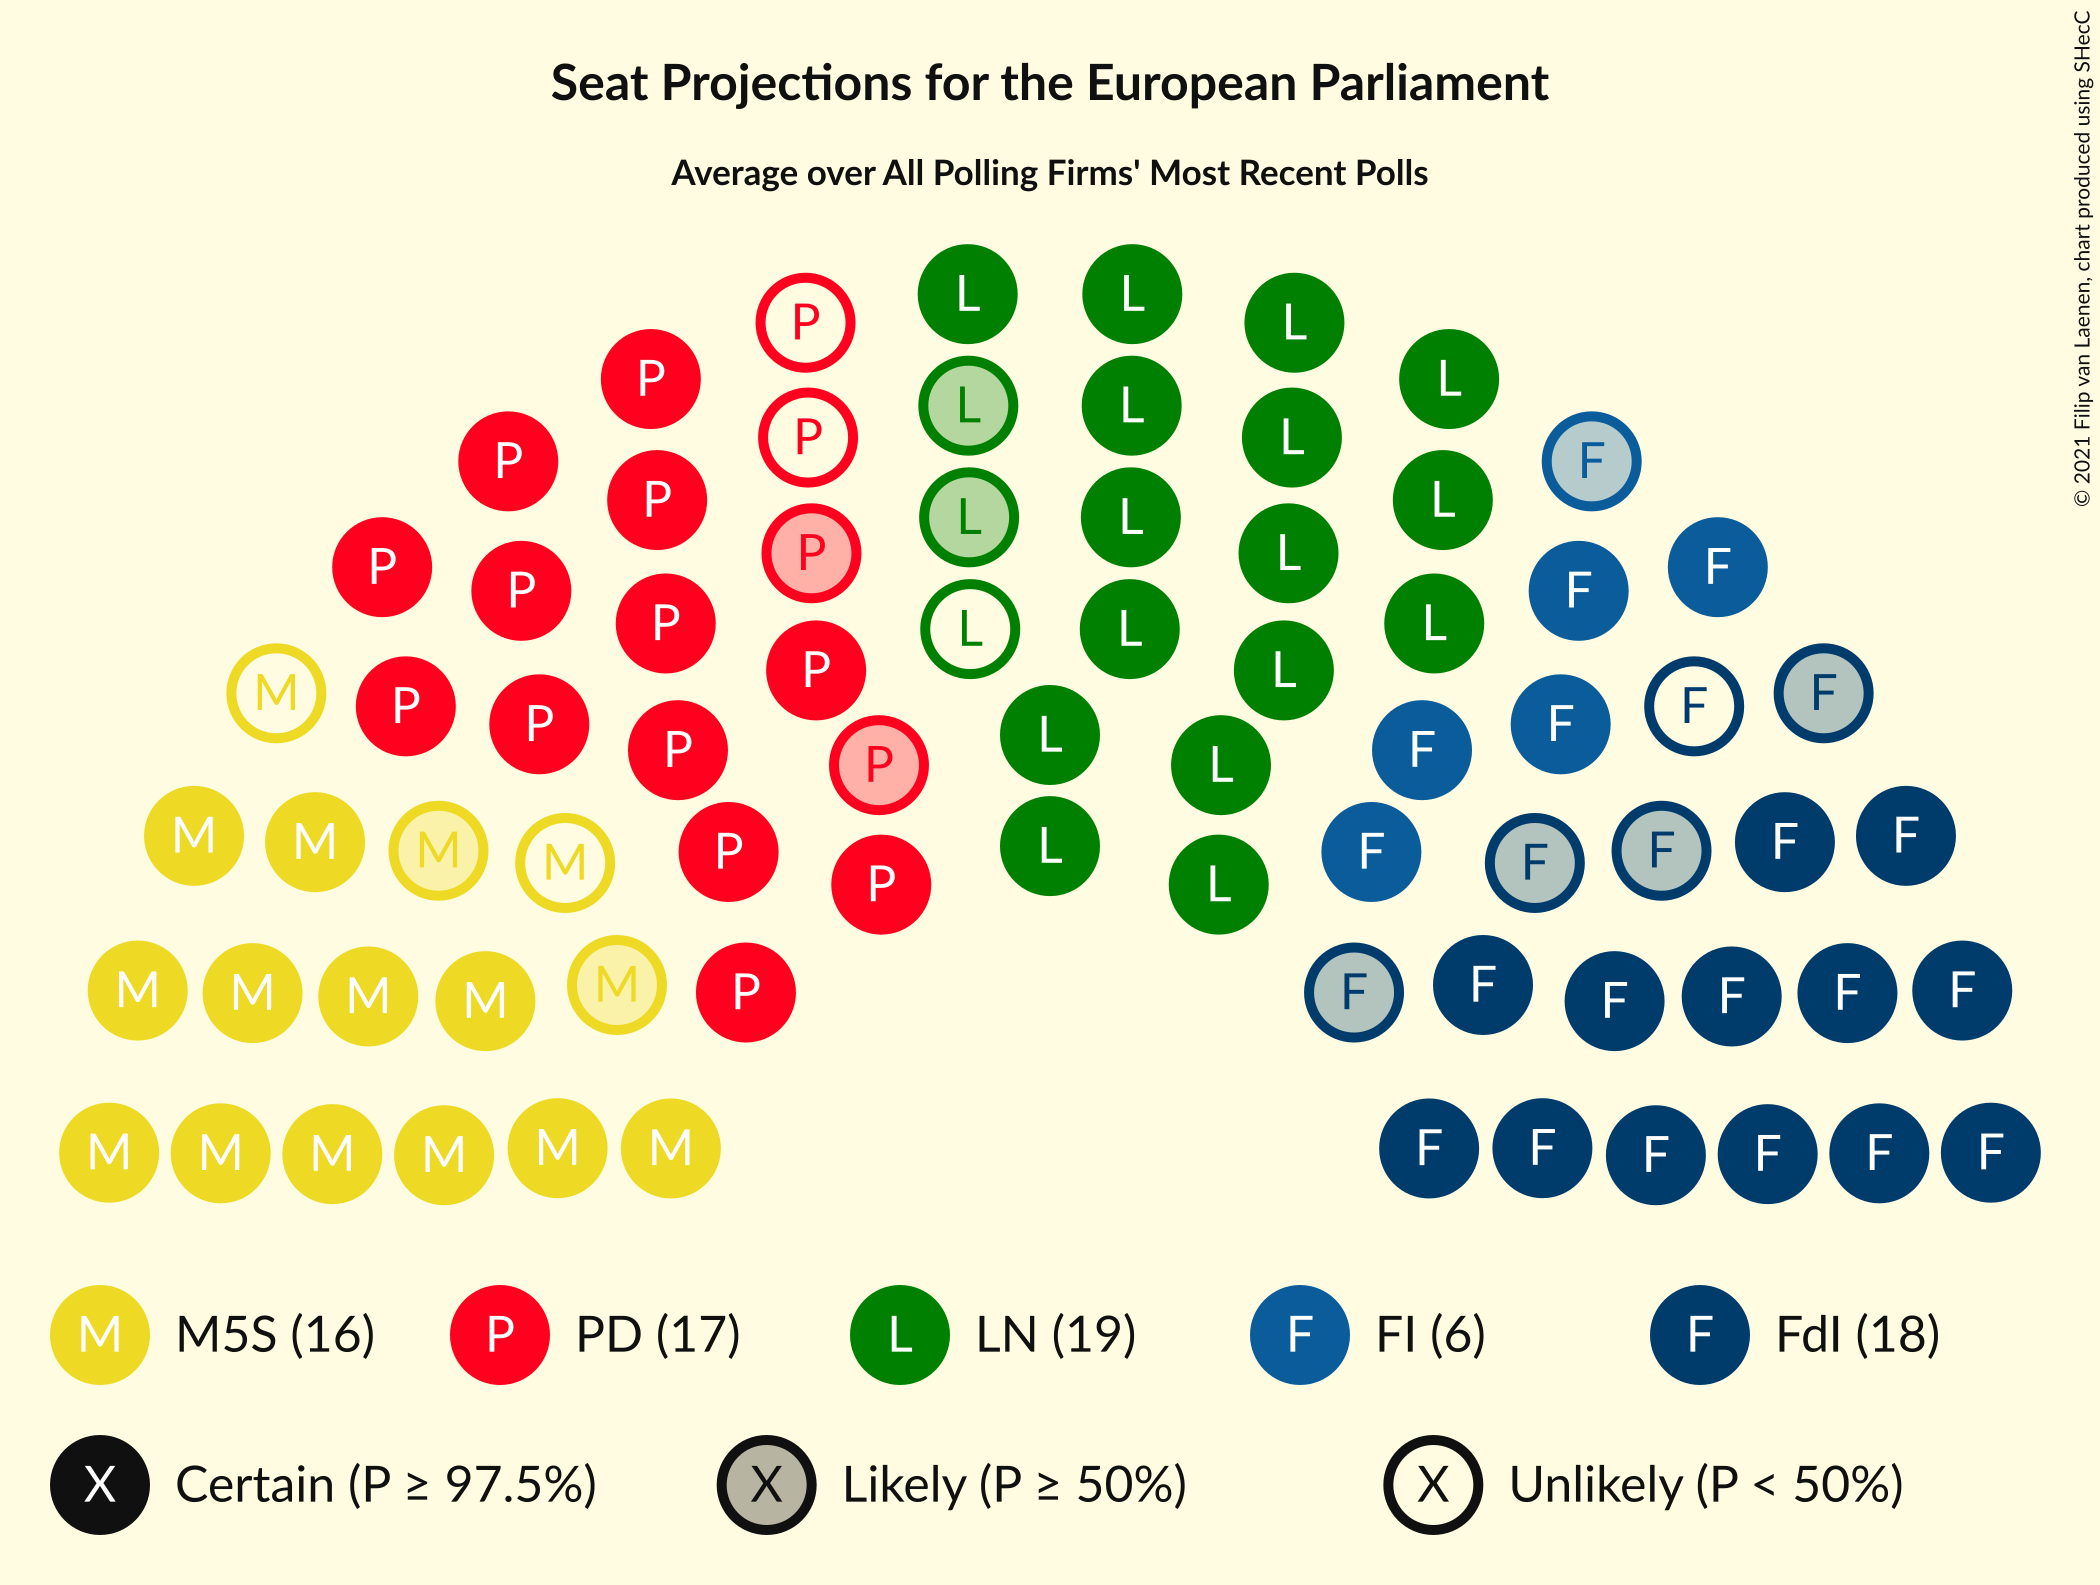 Seat Projections for the European Parliament
Average over All Polling Firms' Most Recent Polls
© 2021 Filip van Laenen, chart produced using SHecC
L L
P L L
P P L L L
P L L
P P L F
P P L L L
P F F
P P L L F F
M P P L L F F F
P P L F F
P L L
M M M M P P L L F F F F F F
P L
M M M M M P F F F F F F
M M M M M M F F F F F F
M M5S (16) P PD (17) L LN (19) F FI (6) F FdI (18)
X Certain (P ≥ 97.5%) X Likely (P ≥ 50%) X Unlikely (P < 50%)